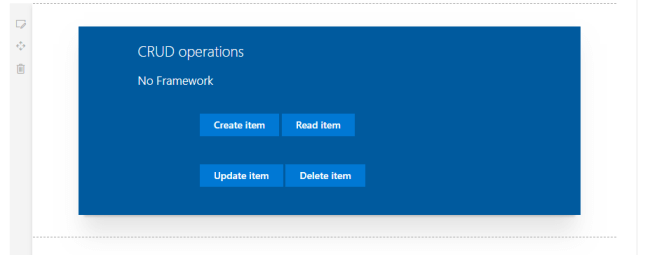 CRUD operations
No Framework
Create item Read item
Update item Delete item